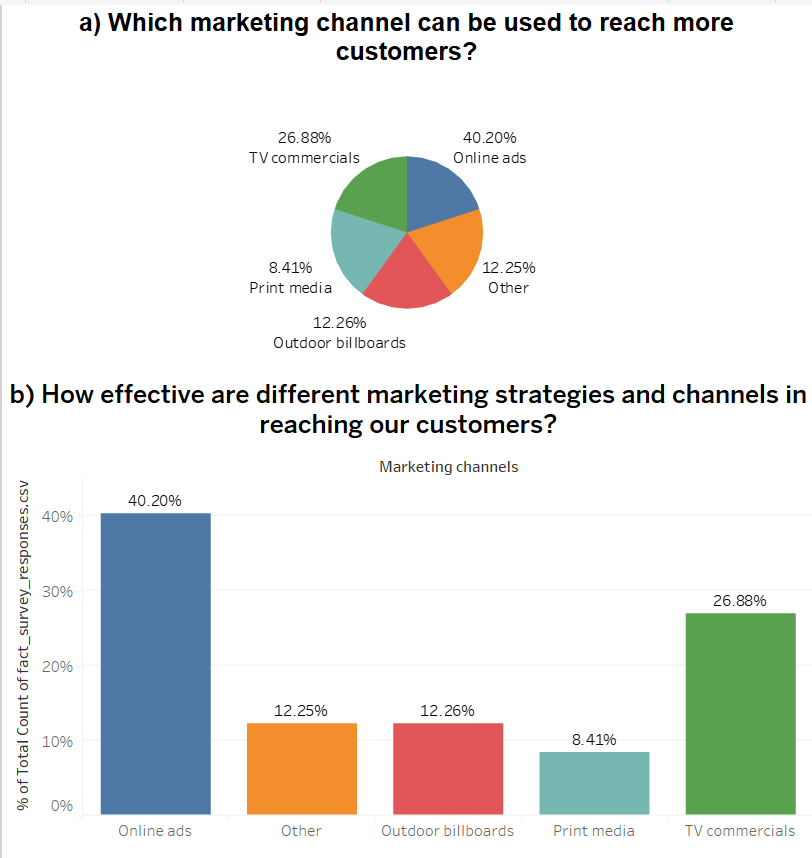 a) Which marketing channel can be used to reach more
customers?
26.88%
TV commercials
40.20%
Online ads
8.41%
Print media
12.25%
Other
12.26%
Outdoor billboards
b) How effective are different marketing strategies and channels in
reaching our customers?
Marketing channels
% of Total Count of fact_survey_responses.csv
40%
30%
20%
10%
0%
40.20%
12.25%
12.26%
8.41%
26.88%
Online ads
Other
Outdoor billboards
Print media
TV commercials